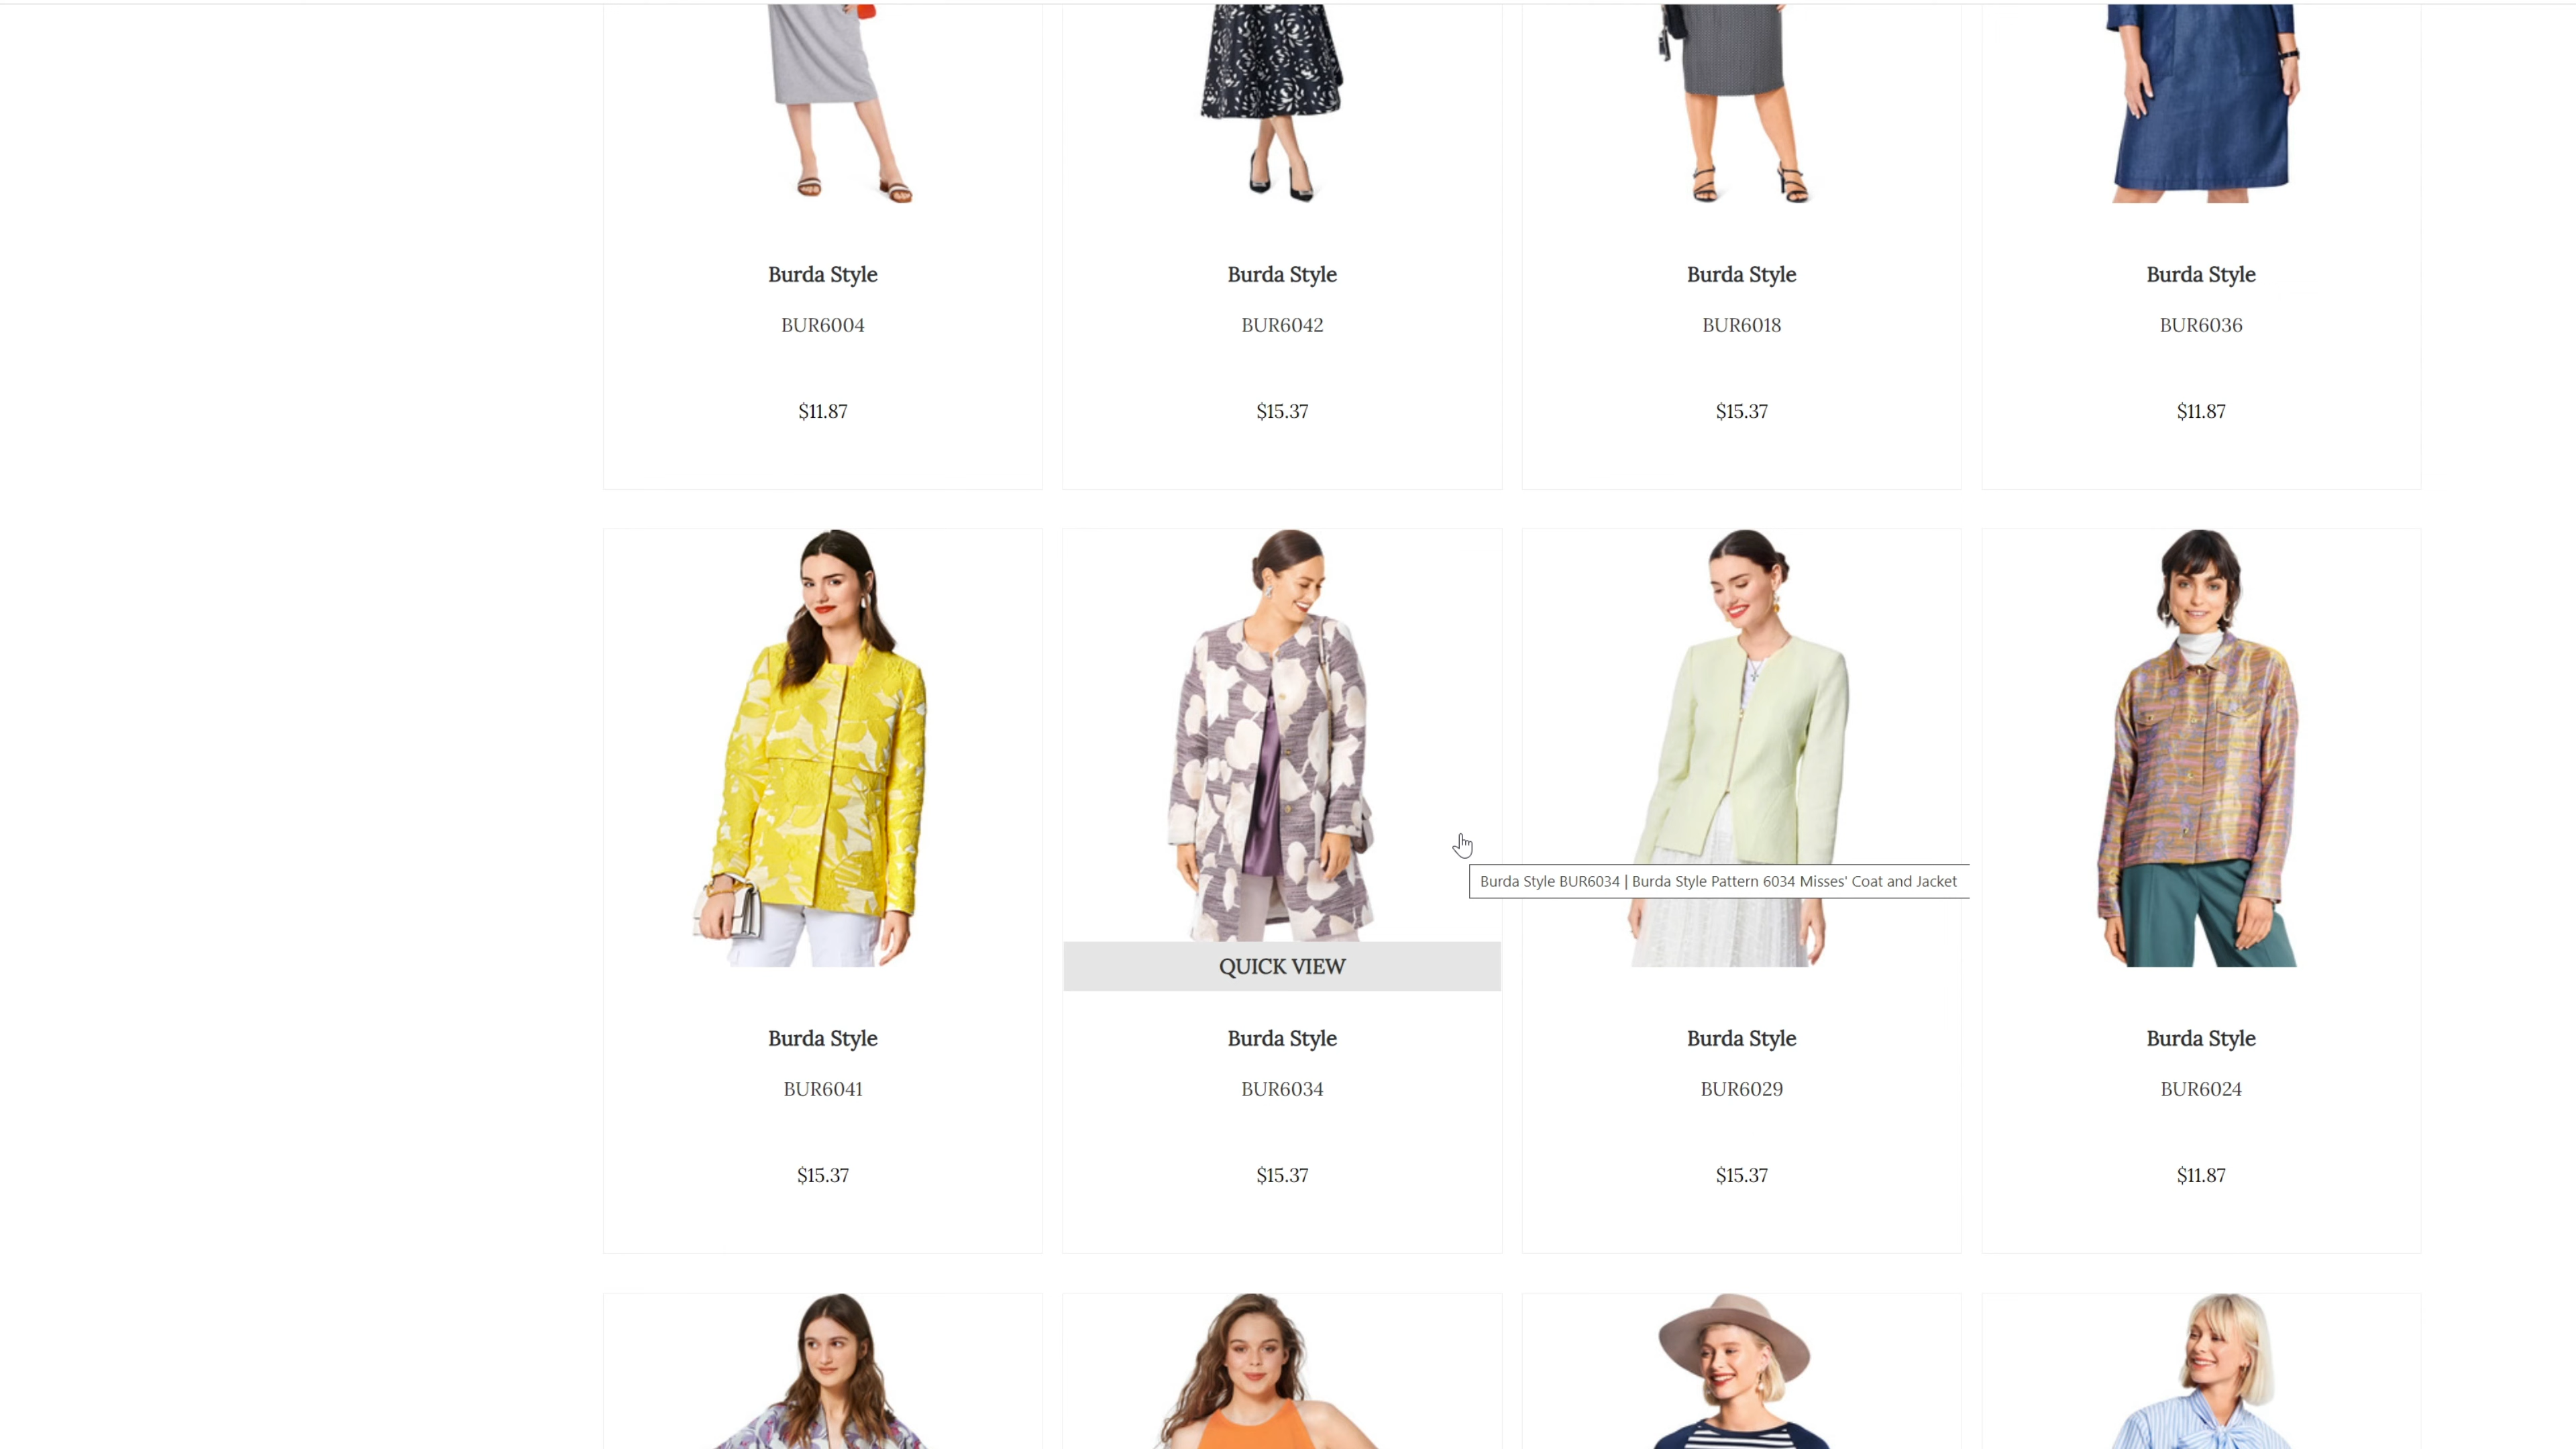 Burda Style
BUR6004
$11.87
Burda Style
BUR6042
$15.37
Burda Style
BUR6018
$15.37
Burda Style
BUR6036
$11.87
Burda Style BUR6034 | Burda Style Pattern 6034 Misses' Coat and Jacket
QUICK VIEW
Burda Style
BUR6041
$15.37
Burda Style
BUR6034
$15.37
Burda Style
BUR6029
$15.37
Burda Style
BUR6024
$11.87